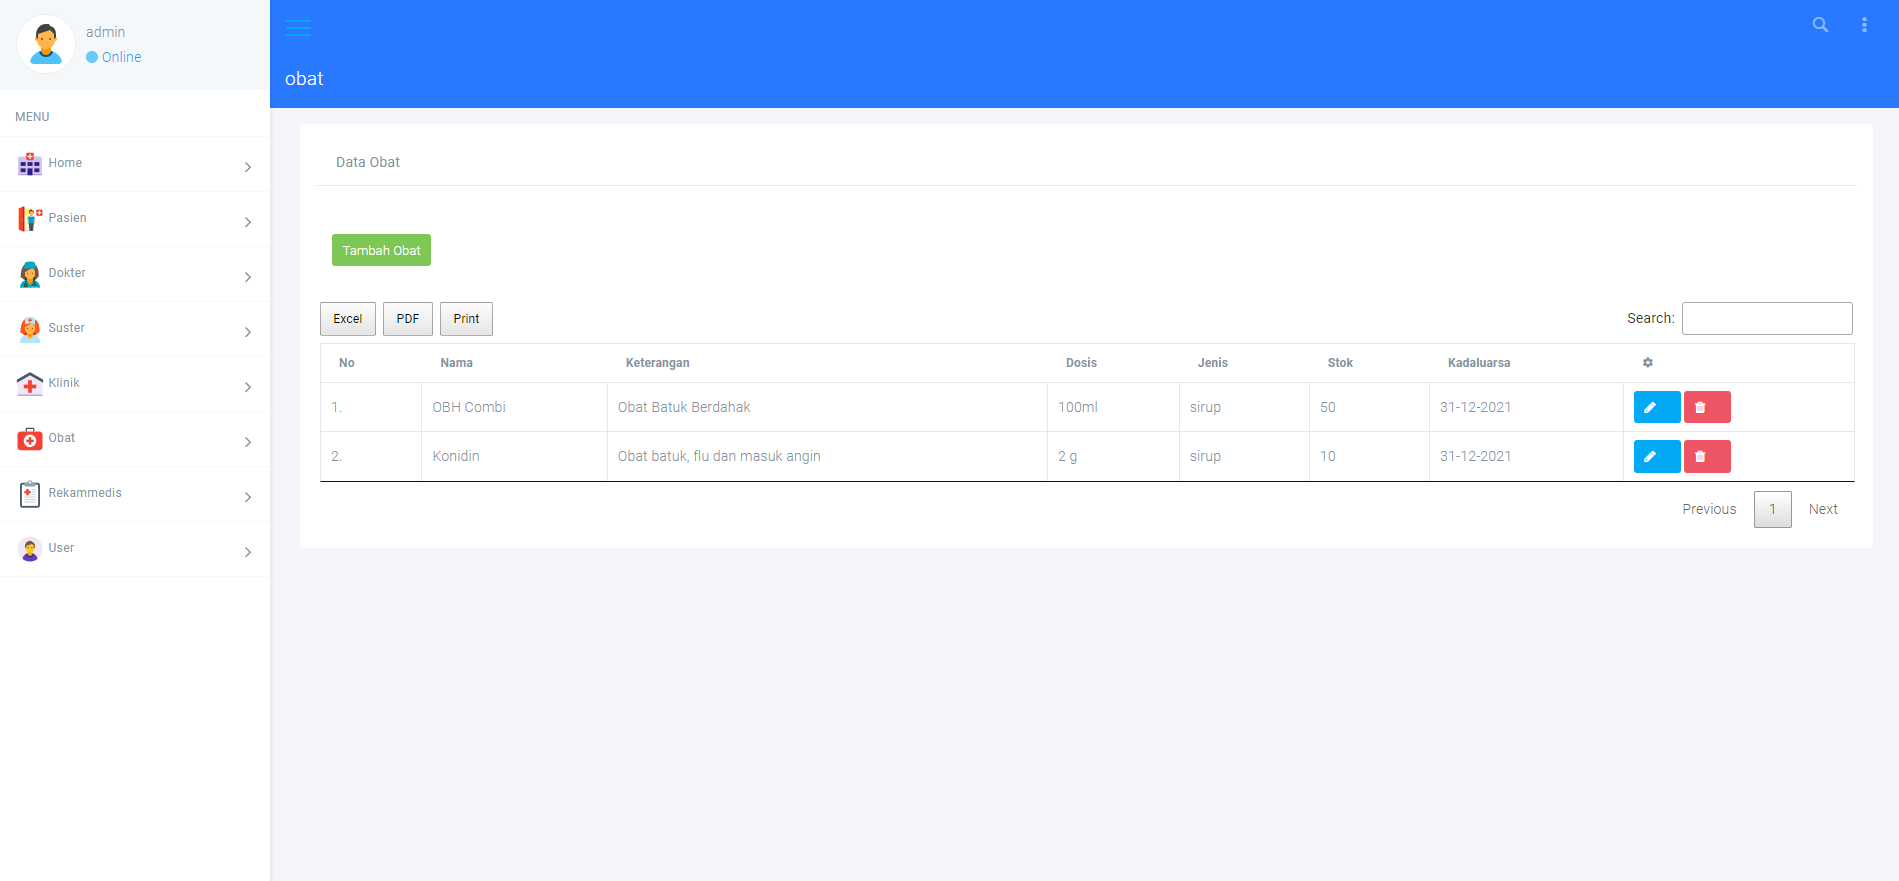 admin
Online
MENU
Home
Pasien
Dokter
Suster
Klinik
Obat
Rekammedis
User
obat
Data Obat
Tambah Obat
Excel PDF Print Search:
No Nama Keterangan Dosis Jenis Stok Kadaluarsa
1. OBH Combi Obat Batuk Berdahak 100ml sirup 50 31-12-2021
2. Konidin Obat batuk, flu dan masuk angin 2 g sirup 10 31-12-2021
Previous 1 Next